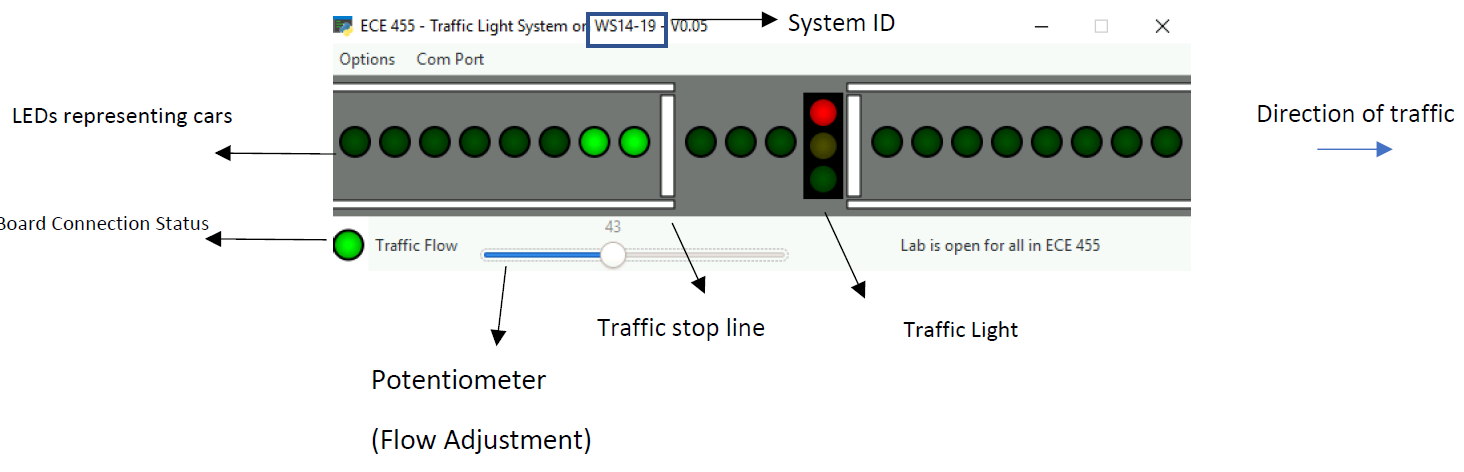 ECE 455 - Traffic Light System on WS14-19 - V0.05
System ID
Options Com Port
LEDs representing cars
Direction of traffic
Board Connection Status
43
Traffic Flow
Lab is open for all in ECE 455
Traffic stop line
Traffic Light
Potentiometer
(Flow Adjustment)